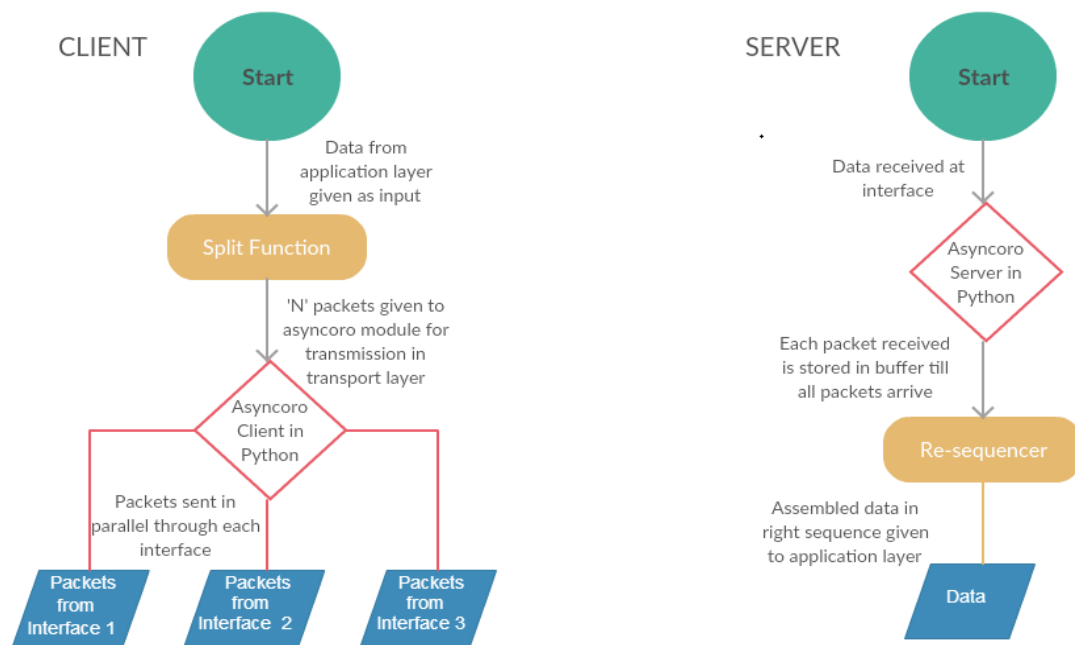 CLIENT
Start
Data from
application layer
given as input
Split Function
'N' packets given to
asyncoro module for
transmission in
transport layer
Asyncoro
Client in
Python
Packets sent in
parallel through each
interface
Packets
from
Interface 1
Packets
from
Interface 2
Packets
from
Interface 3
SERVER
Start
Data received at
interface
Asyncoro
Server in
Python
Each packet received
is stored in buffer till
all packets arrive
Re-sequencer
Assembled data in
right sequence given
to application layer
Data